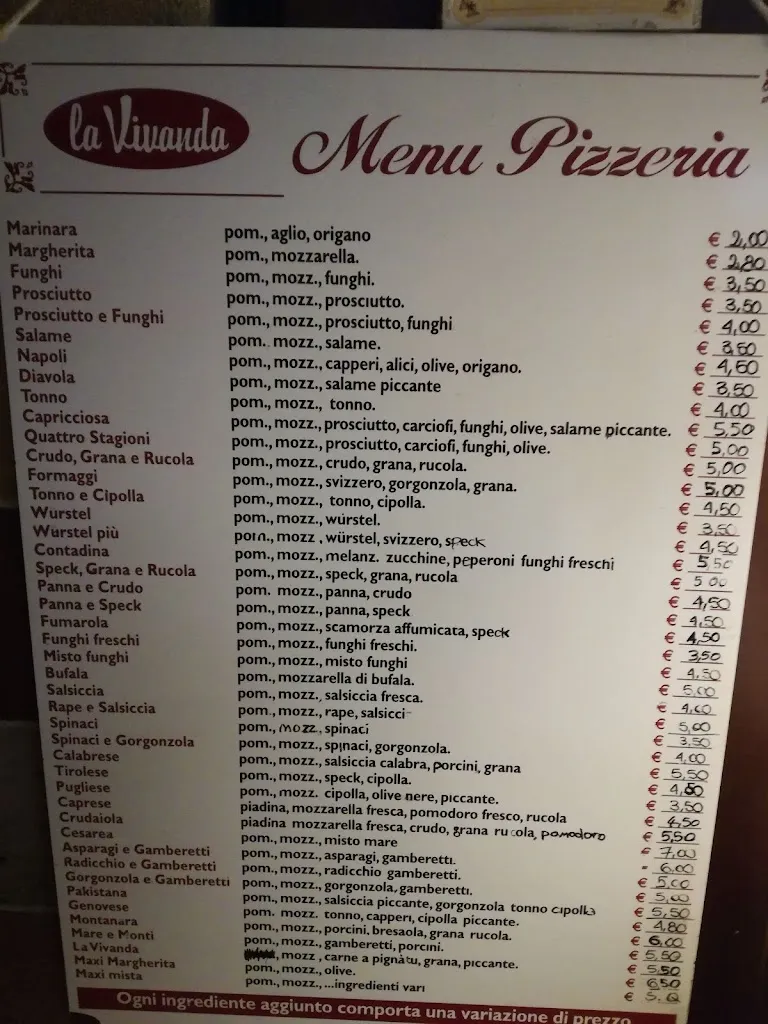 la Vivanda
Menu Pizzeria
Marinara pom., aglio, origano € 2,00
Margherita pom., mozzarella. € 2,80
Funghi pom., mozz., funghi. € 3,50
Prosciutto pom., mozz., prosciutto. € 3,50
Prosciutto e Funghi pom., mozz., prosciutto, funghi € 4,00
Salame pom., mozz., salame. € 3,50
Napoli pom., mozz., capperi, alici, olive, origano. € 4,50
Diavola pom., mozz., salame piccante € 3,50
Tonno pom., mozz., tonno. € 4,00
Capricciosa pom., mozz., prosciutto, carciofi, funghi, olive, salame piccante. € 5,50
Quattro Stagioni pom., mozz., prosciutto, carciofi, funghi, olive. € 5,00
Crudo, Grana e Rucola pom., mozz., crudo, grana, rucola. € 5,00
Formaggi pom., mozz., svizzero, gorgonzola, grana. € 5,00
Tonno e Cipolla pom., mozz., tonno, cipolla. € 4,50
Wurstel pom., mozz., würstel. € 3,50
Würstel più pom., mozz., würstel, svizzero, speck € 4,50
Contadina pom., mozz., melanz. zucchine, peperoni funghi freschi € 5,50
Speck, Grana e Rucola pom., mozz., speck, grana, rucola € 5,00
Panna e Crudo pom. mozz., panna, crudo € 4,50
Panna e Speck pom., mozz., panna, speck € 4,50
Fumarola pom., mozz., scamorza affumicata, speck € 4,50
Funghi freschi pom., mozz., funghi freschi. € 3,50
Misto funghi pom., mozz., misto funghi € 4,50
Bufala pom., mozzarella di bufala. € 5,00
Salsiccia pom., mozz., salsiccia fresca. € 4,00
Rape e Salsiccia pom., mozz., rape, salsicci € 5,00
Spinaci pom., mozz., spinaci € 3,50
Spinaci e Gorgonzola pom., mozz., spinaci, gorgonzola. € 4,00
Calabrese pom., mozz., salsiccia calabra, porcini, grana € 5,50
Tirolese pom., mozz., speck, cipolla. € 4,50
Pugliese pom., mozz. cipolla, olive nere, piccante. € 3,50
Caprese piadina, mozzarella fresca, pomodoro fresco, rucola € 4,50
Crudaiola piadina mozzarella fresca, crudo, grana rucola, pomodoro € 5,50
Cesarea pom., mozz., misto mare € 7,00
Asparagi e Gamberetti pom., mozz., asparagi, gamberetti. 6,00
Radicchio e Gamberetti pom., mozz., radicchio gamberetti. € 5,00
Gorgonzola e Gamberetti pom., mozz., gorgonzola, gamberetti. € 5,00
Pakistana pom., mozz., salsiccia piccante, gorgonzola tonno cipolla € 5,50
Genovese pom. mozz. tonno, capperi, cipolla piccante. € 4,80
Montanara pom., mozz., porcini, bresaola, grana rucola. € 6,00
Mare e Monti pom., mozz., gamberetti, porcini. € 5,50
La Vivanda , mozz , carne a pignàtu, grana, piccante. € 5,50
Maxi Margherita pom., mozz., olive. € 6,50
Maxi mista pom., mozz., ...ingredienti vari €
Ogni ingrediente aggiunto comporta una variazione di prezzo